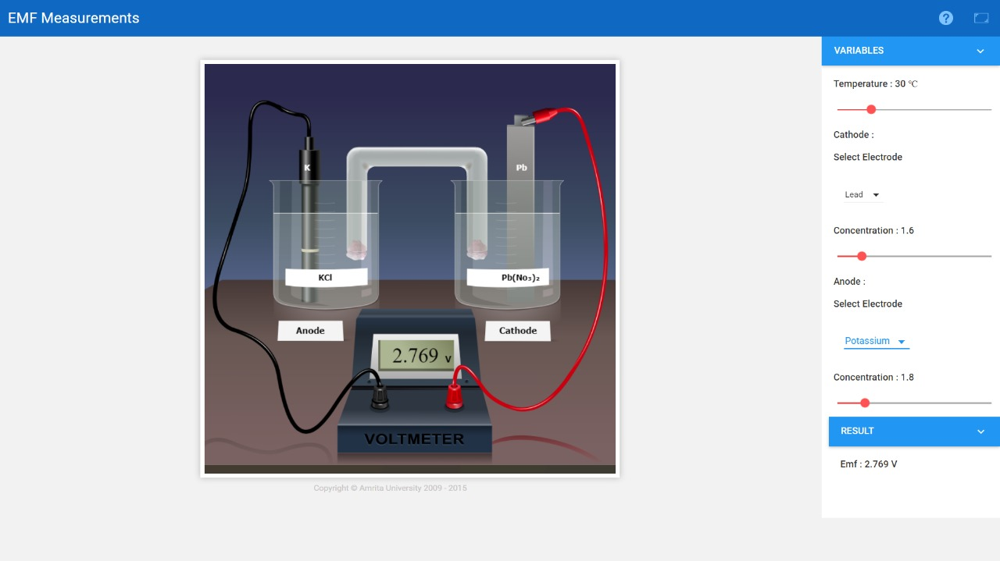 EMF Measurements
?
VARIABLES
Temperature : 30 ℃
Cathode :
Select Electrode
Lead
Concentration : 1.6
Anode :
Select Electrode
Potassium
Concentration : 1.8
RESULT
Emf : 2.769 V
K
Pb
KCl
Pb(No₃)₂
Anode
Cathode
2.769 v
VOLTMETER
Copyright © Amrita University 2009 - 2015